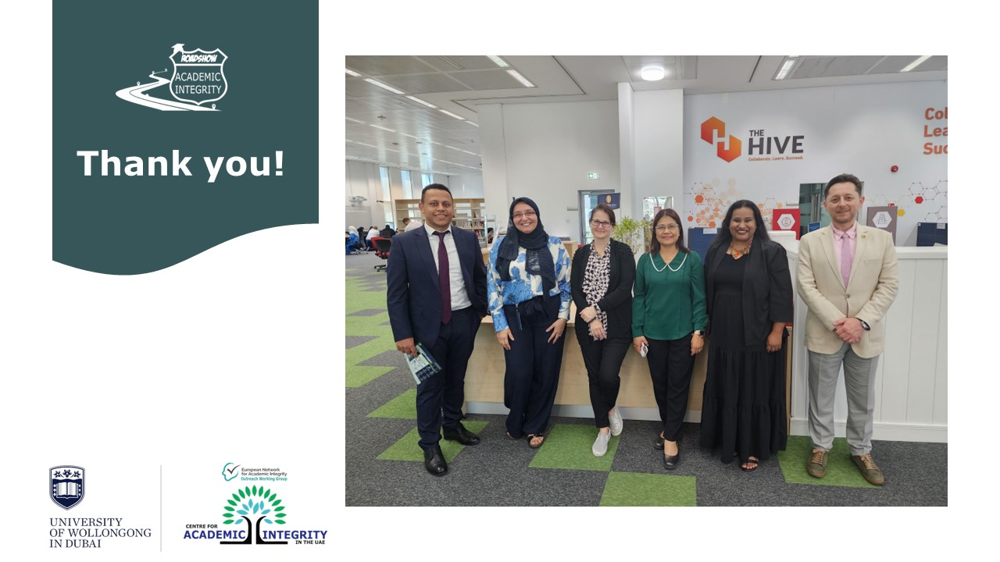 ROADSHOW
ACADEMIC
INTEGRITY
Thank you!
THE
HIVE
Collaborate. Learn. Succeed.
Col
Lea
Suc
UNIVERSITY
OF WOLLONGONG
IN DUBAI
European Network
for Academic Integrity
Outreach Working Group
CENTRE FOR
ACADEMIC INTEGRITY
IN THE UAE